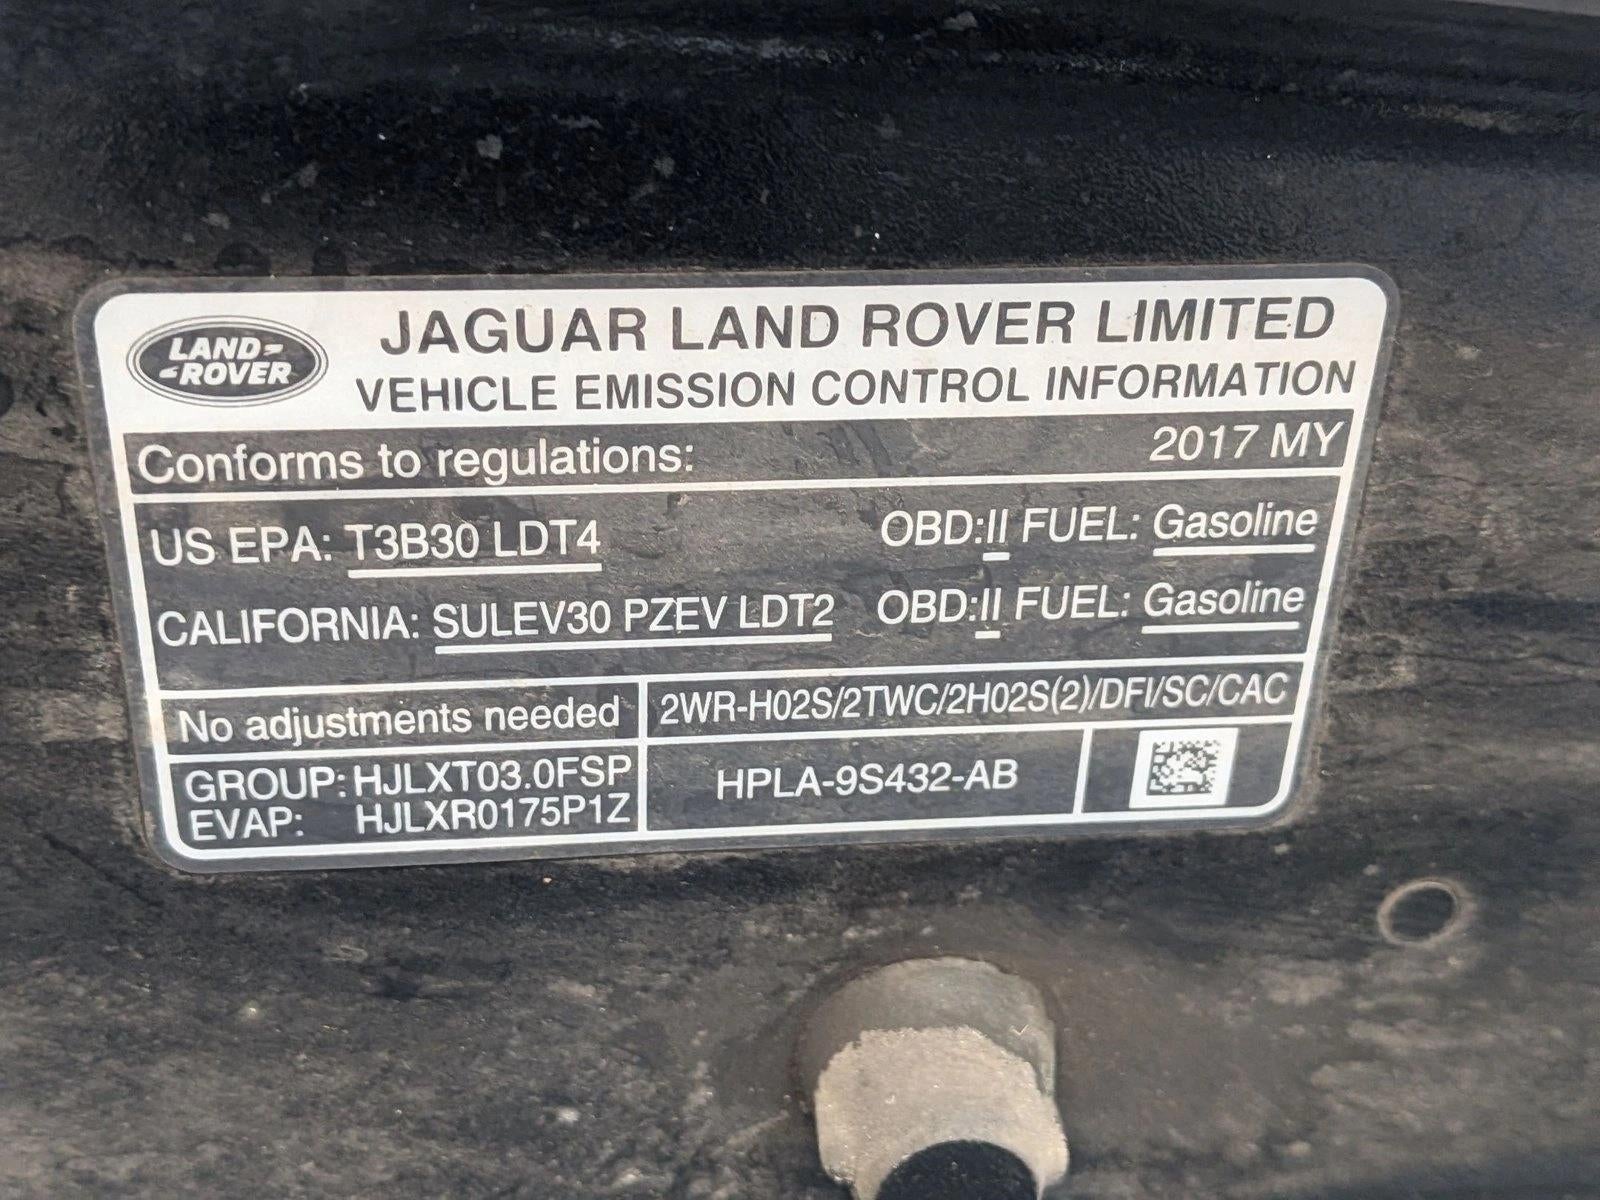 LAND-
-ROVER
JAGUAR LAND ROVER LIMITED
VEHICLE EMISSION CONTROL INFORMATION
Conforms to regulations: 2017 MY
US EPA: T3B30 LDT4 OBD:II FUEL: Gasoline
CALIFORNIA: SULEV30 PZEV LDT2 OBD:II FUEL: Gasoline
No adjustments needed 2WR-H02S/2TWC/2H02S(2)/DFI/SC/CAC
GROUP: HJLXT03.0FSP
EVAP: HJLXR0175P1Z
HPLA-9S432-AB